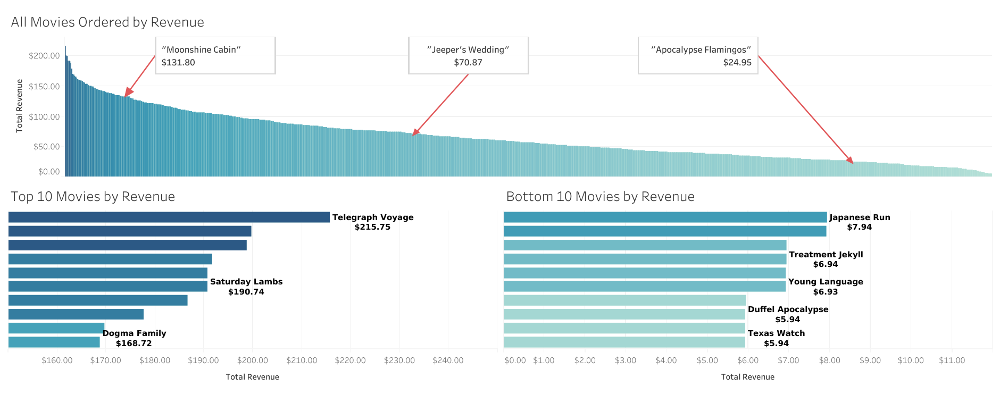 All Movies Ordered by Revenue
"Moonshine Cabin"
$131.80
"Jeeper's Wedding"
$70.87
"Apocalypse Flamingos"
$24.95
Total Revenue
$200.00
$150.00
$100.00
$50.00
$0.00
Top 10 Movies by Revenue
Telegraph Voyage
$215.75
Saturday Lambs
$190.74
Dogma Family
$168.72
$160.00 $170.00 $180.00 $190.00 $200.00 $210.00 $220.00 $230.00 $240.00
Total Revenue
Bottom 10 Movies by Revenue
Japanese Run
$7.94
Treatment Jekyll
$6.94
Young Language
$6.93
Duffel Apocalypse
$5.94
Texas Watch
$5.94
$0.00 $1.00 $2.00 $3.00 $4.00 $5.00 $6.00 $7.00 $8.00 $9.00 $10.00 $11.00
Total Revenue